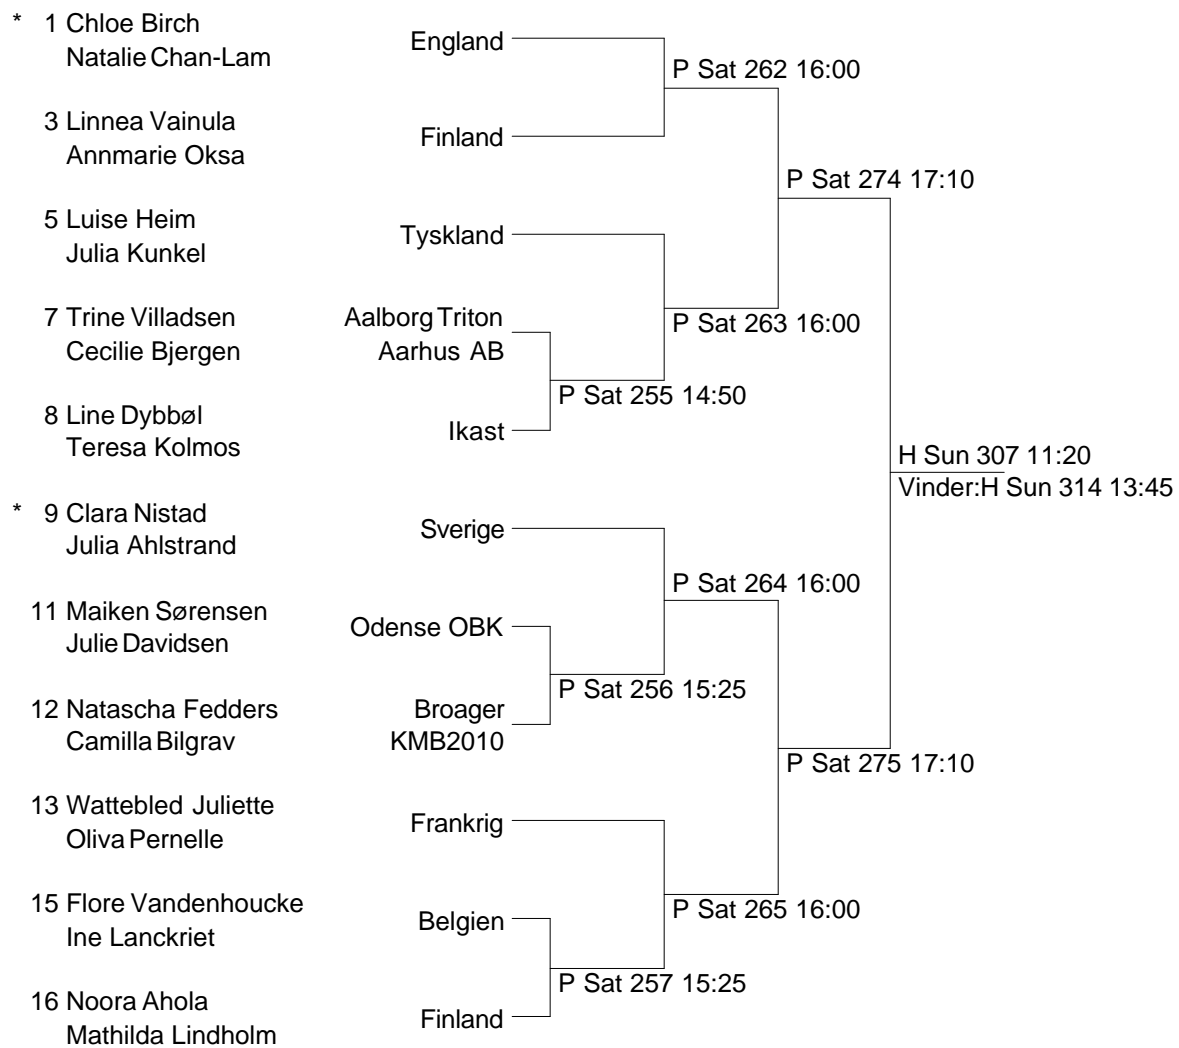 * 1 Chloe Birch
Natalie Chan-Lam
England
P Sat 262 16:00
3 Linnea Vainula
Annmarie Oksa
Finland
P Sat 274 17:10
5 Luise Heim
Julia Kunkel
Tyskland
7 Trine Villadsen
Cecilie Bjergen
Aalborg Triton
Aarhus AB
P Sat 263 16:00
P Sat 255 14:50
8 Line Dybbøl
Teresa Kolmos
Ikast
H Sun 307 11:20
Vinder:H Sun 314 13:45
* 9 Clara Nistad
Julia Ahlstrand
Sverige
P Sat 264 16:00
11 Maiken Sørensen
Julie Davidsen
Odense OBK
P Sat 256 15:25
12 Natascha Fedders
Camilla Bilgrav
Broager
KMB2010
P Sat 275 17:10
13 Wattebled Juliette
Oliva Pernelle
Frankrig
15 Flore Vandenhoucke
Ine Lanckriet
Belgien
P Sat 265 16:00
P Sat 257 15:25
16 Noora Ahola
Mathilda Lindholm
Finland